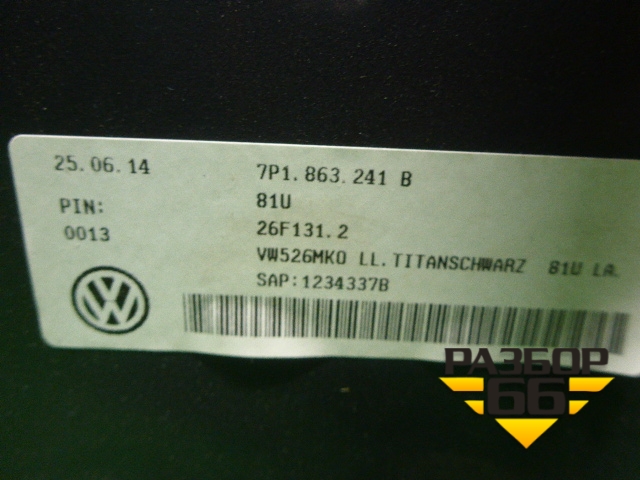 25.06.14
7P1.863.241 B
PIN:
81U
0013
26F131.2
VW526MKO LL.TITANSCHWARZ 81U LA.
SAP:1234337B
РАЗБОР
66